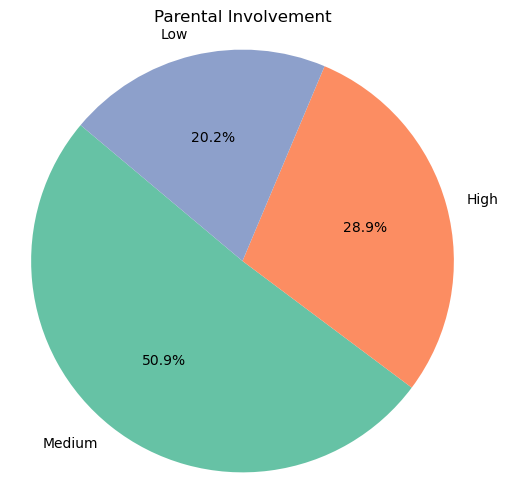 Parental Involvement
Low
20.2%
High
28.9%
50.9%
Medium